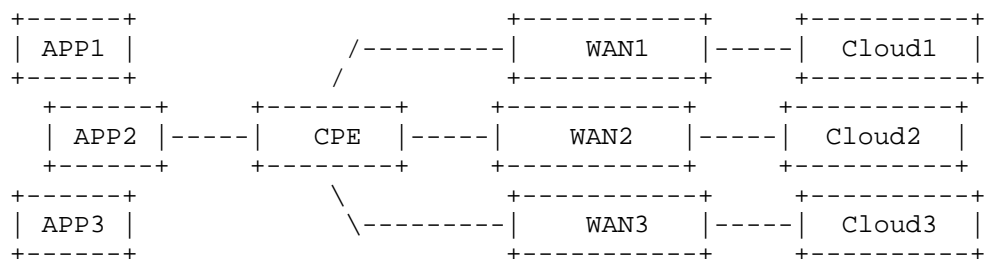 APP1 WAN1 Cloud1
APP2 CPE WAN2 Cloud2
APP3 WAN3 Cloud3